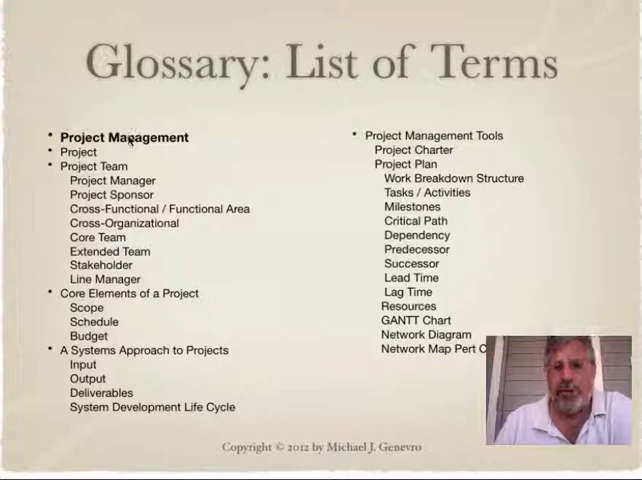 Glossary: List of Terms
• Project Management
• Project
• Project Team
Project Manager
Project Sponsor
Cross-Functional / Functional Area
Cross-Organizational
Core Team
Extended Team
Stakeholder
Line Manager
• Core Elements of a Project
Scope
Schedule
Budget
• A Systems Approach to Projects
Input
Output
Deliverables
System Development Life Cycle
• Project Management Tools
Project Charter
Project Plan
Work Breakdown Structure
Tasks / Activities
Milestones
Critical Path
Dependency
Predecessor
Successor
Lead Time
Lag Time
Resources
GANTT Chart
Network Diagram
Network Map Pert C
Copyright © 2012 by Michael J. Genevro